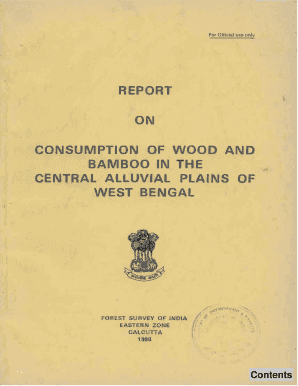 For Official use only
REPORT
ON
CONSUMPTION OF WOOD AND
BAMBOO IN THE
CENTRAL ALLUVIAL PLAINS OF
WEST BENGAL
FOREST SURVEY OF INDIA
EASTERN ZONE
CALCUTTA
Contents